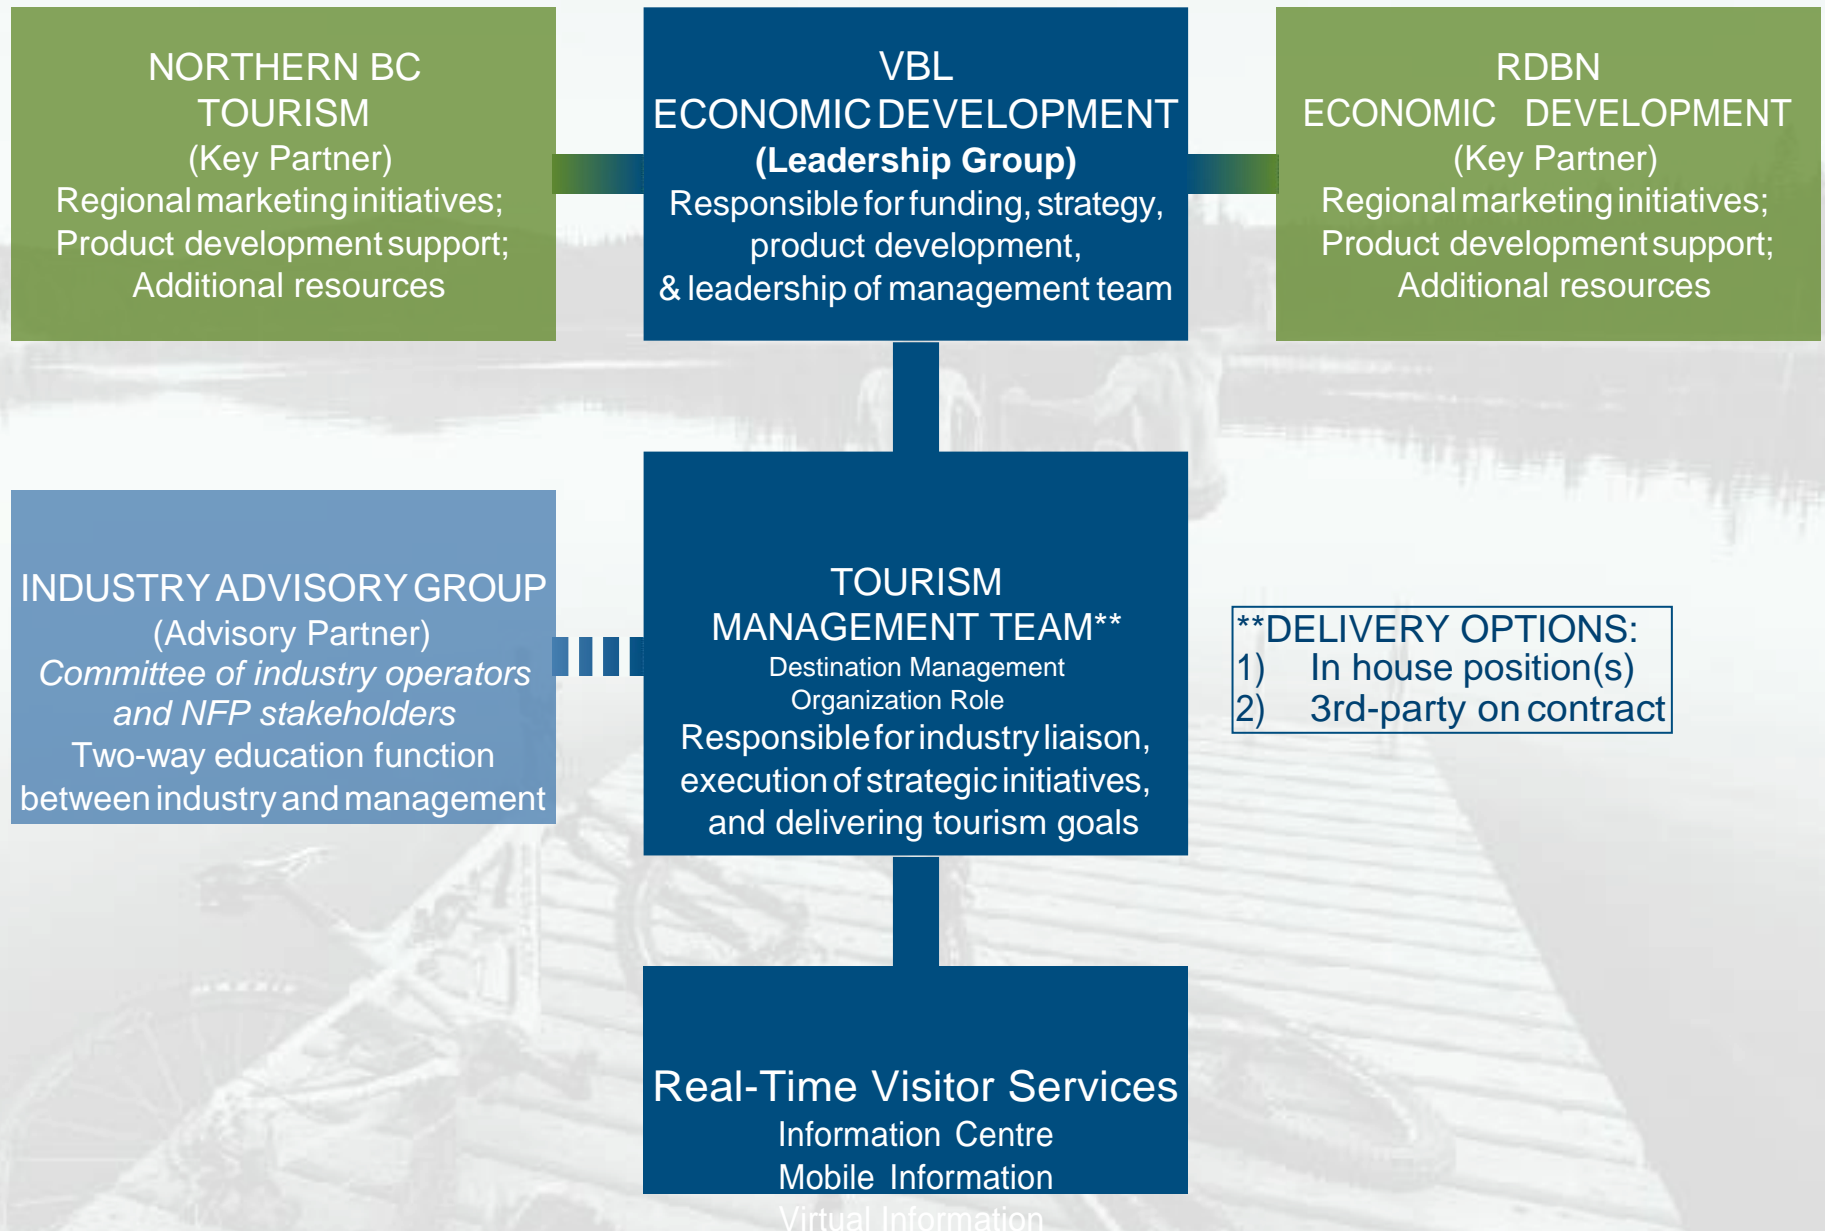 NORTHERN BC
TOURISM
(Key Partner)
Regional marketing initiatives;
Product development support;
Additional resources
VBL
ECONOMIC DEVELOPMENT
(Leadership Group)
Responsible for funding, strategy,
product development,
& leadership of management team
RDBN
ECONOMIC DEVELOPMENT
(Key Partner)
Regional marketing initiatives;
Product development support;
Additional resources
INDUSTRY ADVISORY GROUP
(Advisory Partner)
Committee of industry operators
and NFP stakeholders
Two-way education function
between industry and management
TOURISM
MANAGEMENT TEAM**
Destination Management
Organization Role
Responsible for industry liaison,
execution of strategic initiatives,
and delivering tourism goals
**DELIVERY OPTIONS:
1) In house position(s)
2) 3rd-party on contract
Real-Time Visitor Services
Information Centre
Mobile Information
Virtual Information